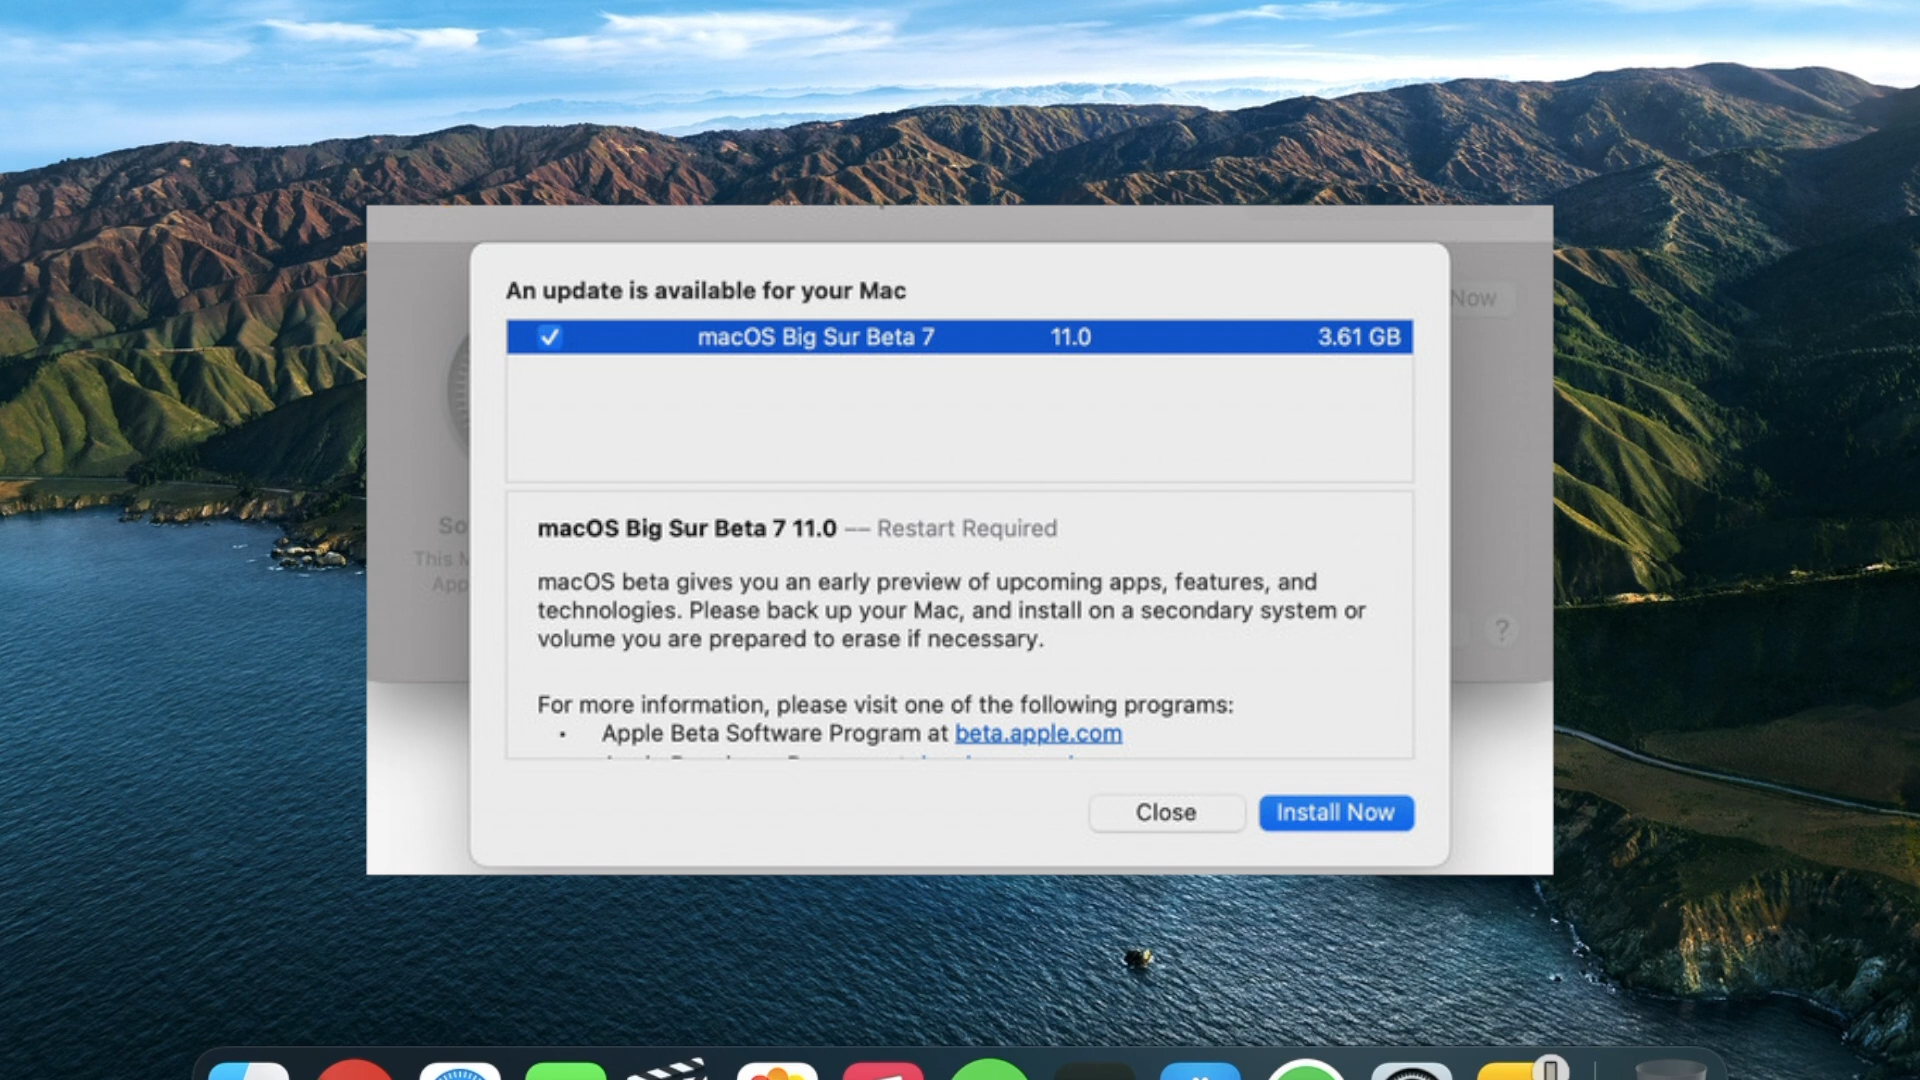 An update is available for your Mac
Now
macOS Big Sur Beta 7 11.0 3.61 GB
macOS Big Sur Beta 7 11.0 — Restart Required
macOS beta gives you an early preview of upcoming apps, features, and
technologies. Please back up your Mac, and install on a secondary system or
volume you are prepared to erase if necessary.
For more information, please visit one of the following programs:
• Apple Beta Software Program at beta.apple.com
?
Close Install Now